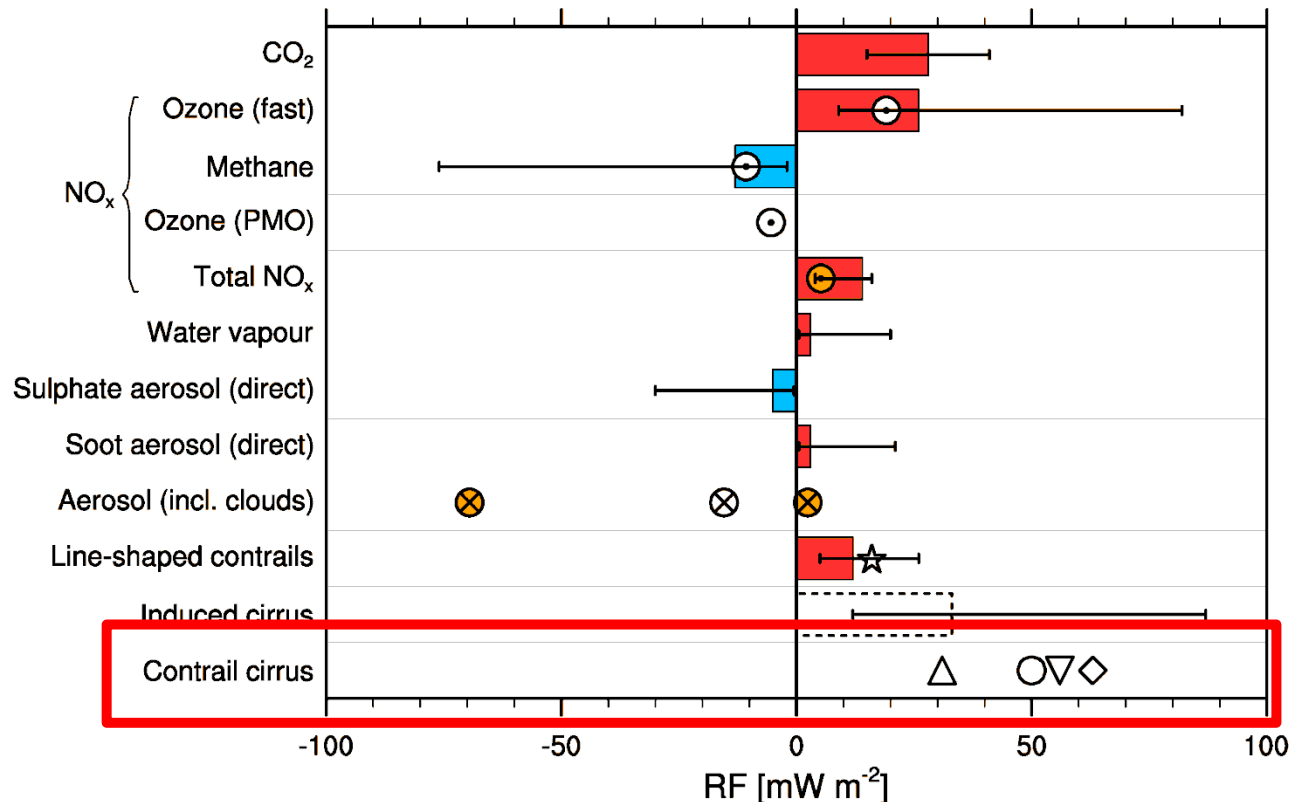 CO₂
Ozone (fast)
Methane
NOₓ
Ozone (PMO)
Total NOₓ
Water vapour
Sulphate aerosol (direct)
Soot aerosol (direct)
Aerosol (incl. clouds)
Line-shaped contrails
Induced cirrus
Contrail cirrus
-100 -50 0 50 100
RF [mW m⁻²]